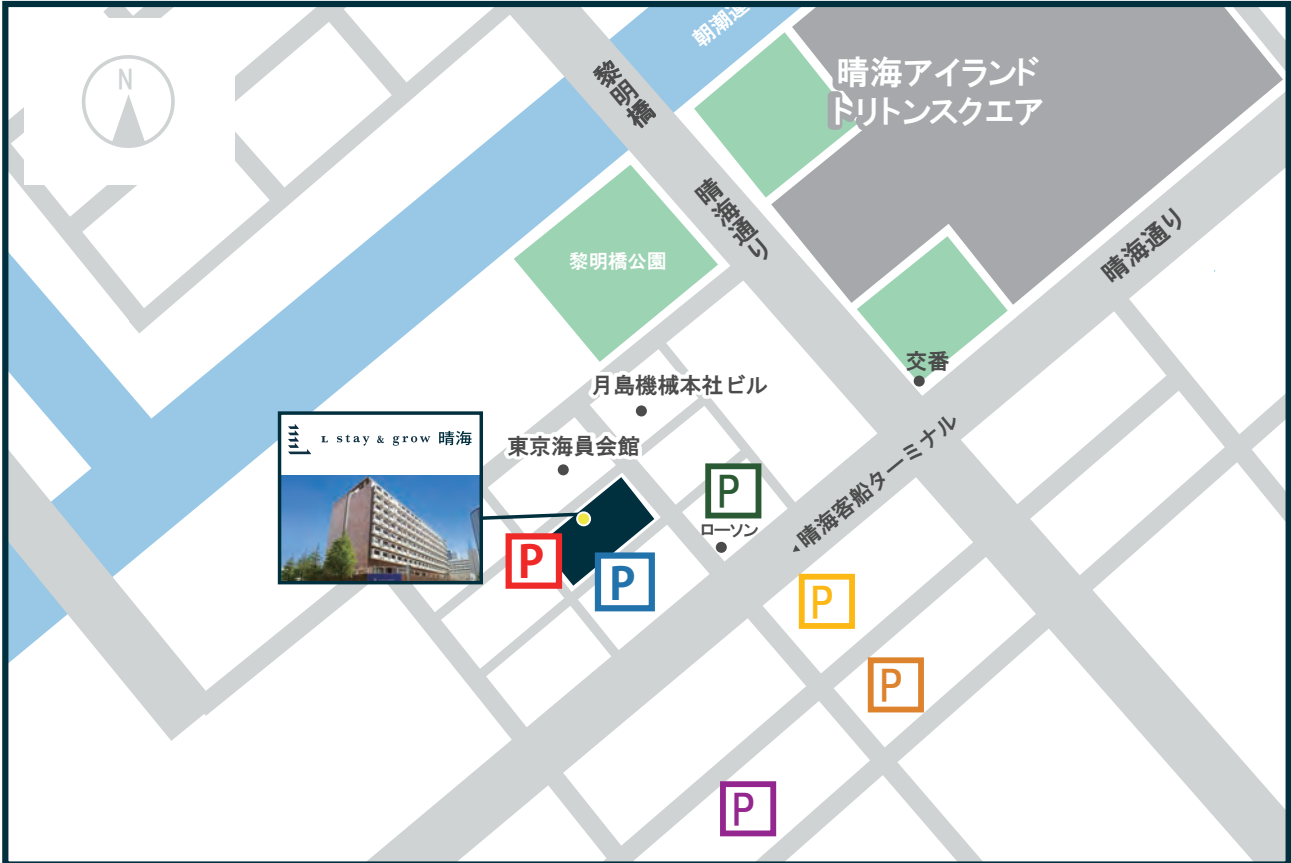 N
朝潮運
黎明橋
晴海アイランド
トリトンスクエア
晴海通り
晴海通り
黎明橋公園
交番
月島機械本社ビル
L stay & grow 晴海
東京海員会館
晴海客船ターミナル
P
ローソン
P
P
P
P
P